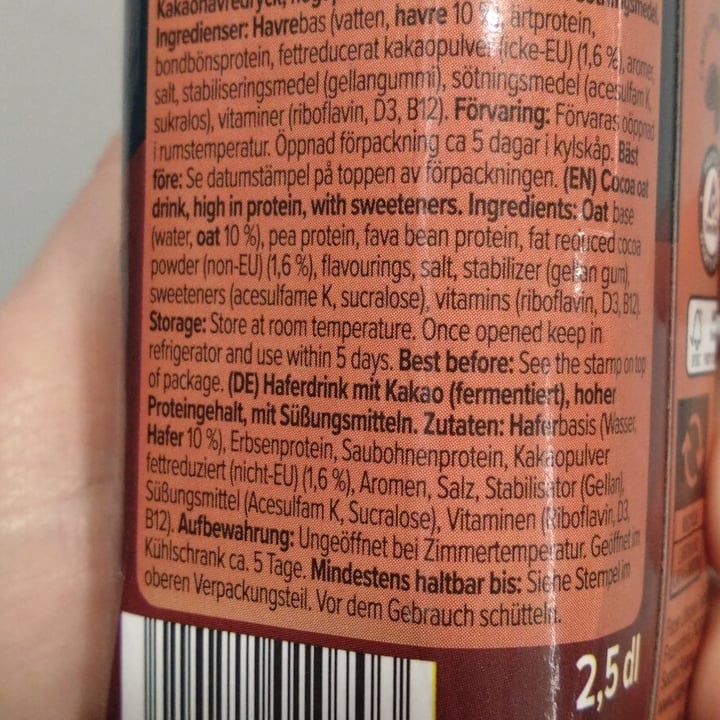 Kakaohavredryck,
Ingredienser: Havrebas (vatten, havre 10 %), ärtprotein,
bondbönsprotein, fettreducerat kakaopulver (icke-EU) (1,6 %), aromer,
salt, stabiliseringsmedel (gellangummi), sötningsmedel (acesulfam K,
sukralos), vitaminer (riboflavin, D3, B12). Förvaring: Förvaras oöppnad
i rumstemperatur. Öppnad förpackning ca 5 dagar i kylskåp. Bäst
före: Se datumstämpel på toppen av förpackningen. (EN) Cocoa oat
drink, high in protein, with sweeteners. Ingredients: Oat base
(water, oat 10 %), pea protein, fava bean protein, fat reduced cocoa
powder (non-EU) (1,6 %), flavourings, salt, stabilizer (gellan gum),
sweeteners (acesulfame K, sucralose), vitamins (riboflavin, D3, B12).
Storage: Store at room temperature. Once opened keep in
refrigerator and use within 5 days. Best before: See the stamp on top
of package. (DE) Haferdrink mit Kakao (fermentiert), hoher
Proteingehalt, mit Süßungsmitteln. Zutaten: Haferbasis (Wasser,
Hafer 10 %), Erbsenprotein, Saubohnenprotein, Kakaopulver
fettreduziert (nicht-EU) (1,6 %), Aromen, Salz, Stabilisator (Gellan),
Süßungsmittel (Acesulfam K, Sucralose), Vitaminen (Riboflavin, D3,
B12). Aufbewahrung: Ungeöffnet bei Zimmertemperatur. Geöffnet im
Kühlschrank ca. 5 Tage. Mindestens haltbar bis: Siehe Stempel im
oberen Verpackungsteil. Vor dem Gebrauch schütteln.
2,5 dl